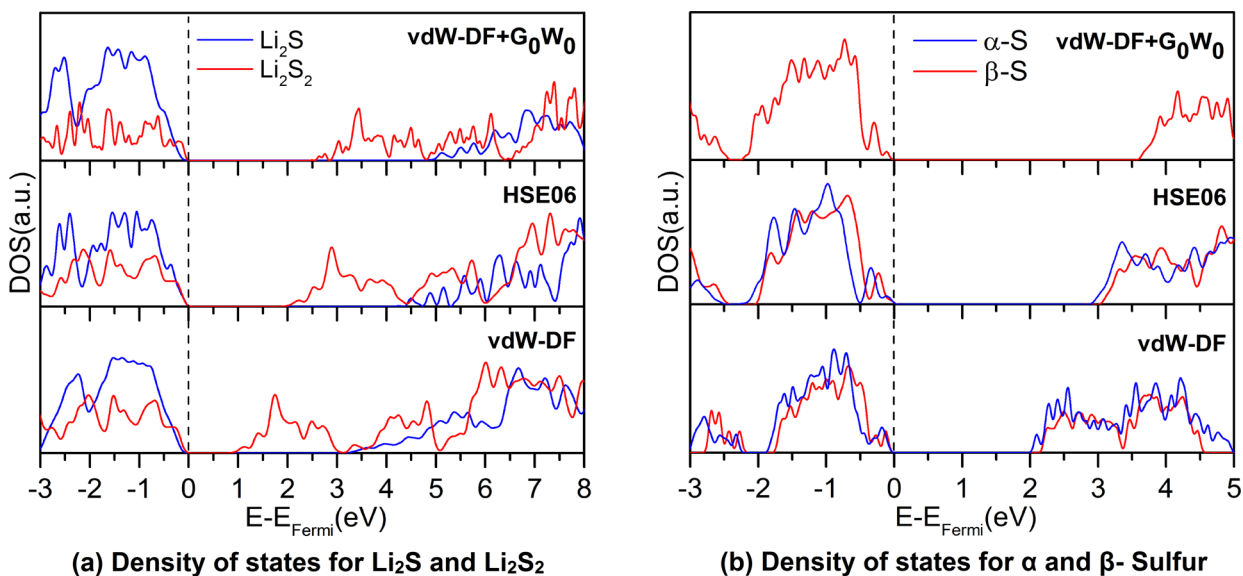 Li₂S
Li₂S₂
vdW-DF+G₀W₀
HSE06
vdW-DF
DOS(a.u.)
-3 -2 -1 0 1 2 3 4 5 6 7 8
E-E_Fermi(eV)
(a) Density of states for Li₂S and Li₂S₂
α-S
β-S
vdW-DF+G₀W₀
HSE06
vdW-DF
DOS(a.u.)
-3 -2 -1 0 1 2 3 4 5
E-E_Fermi(eV)
(b) Density of states for α and β- Sulfur